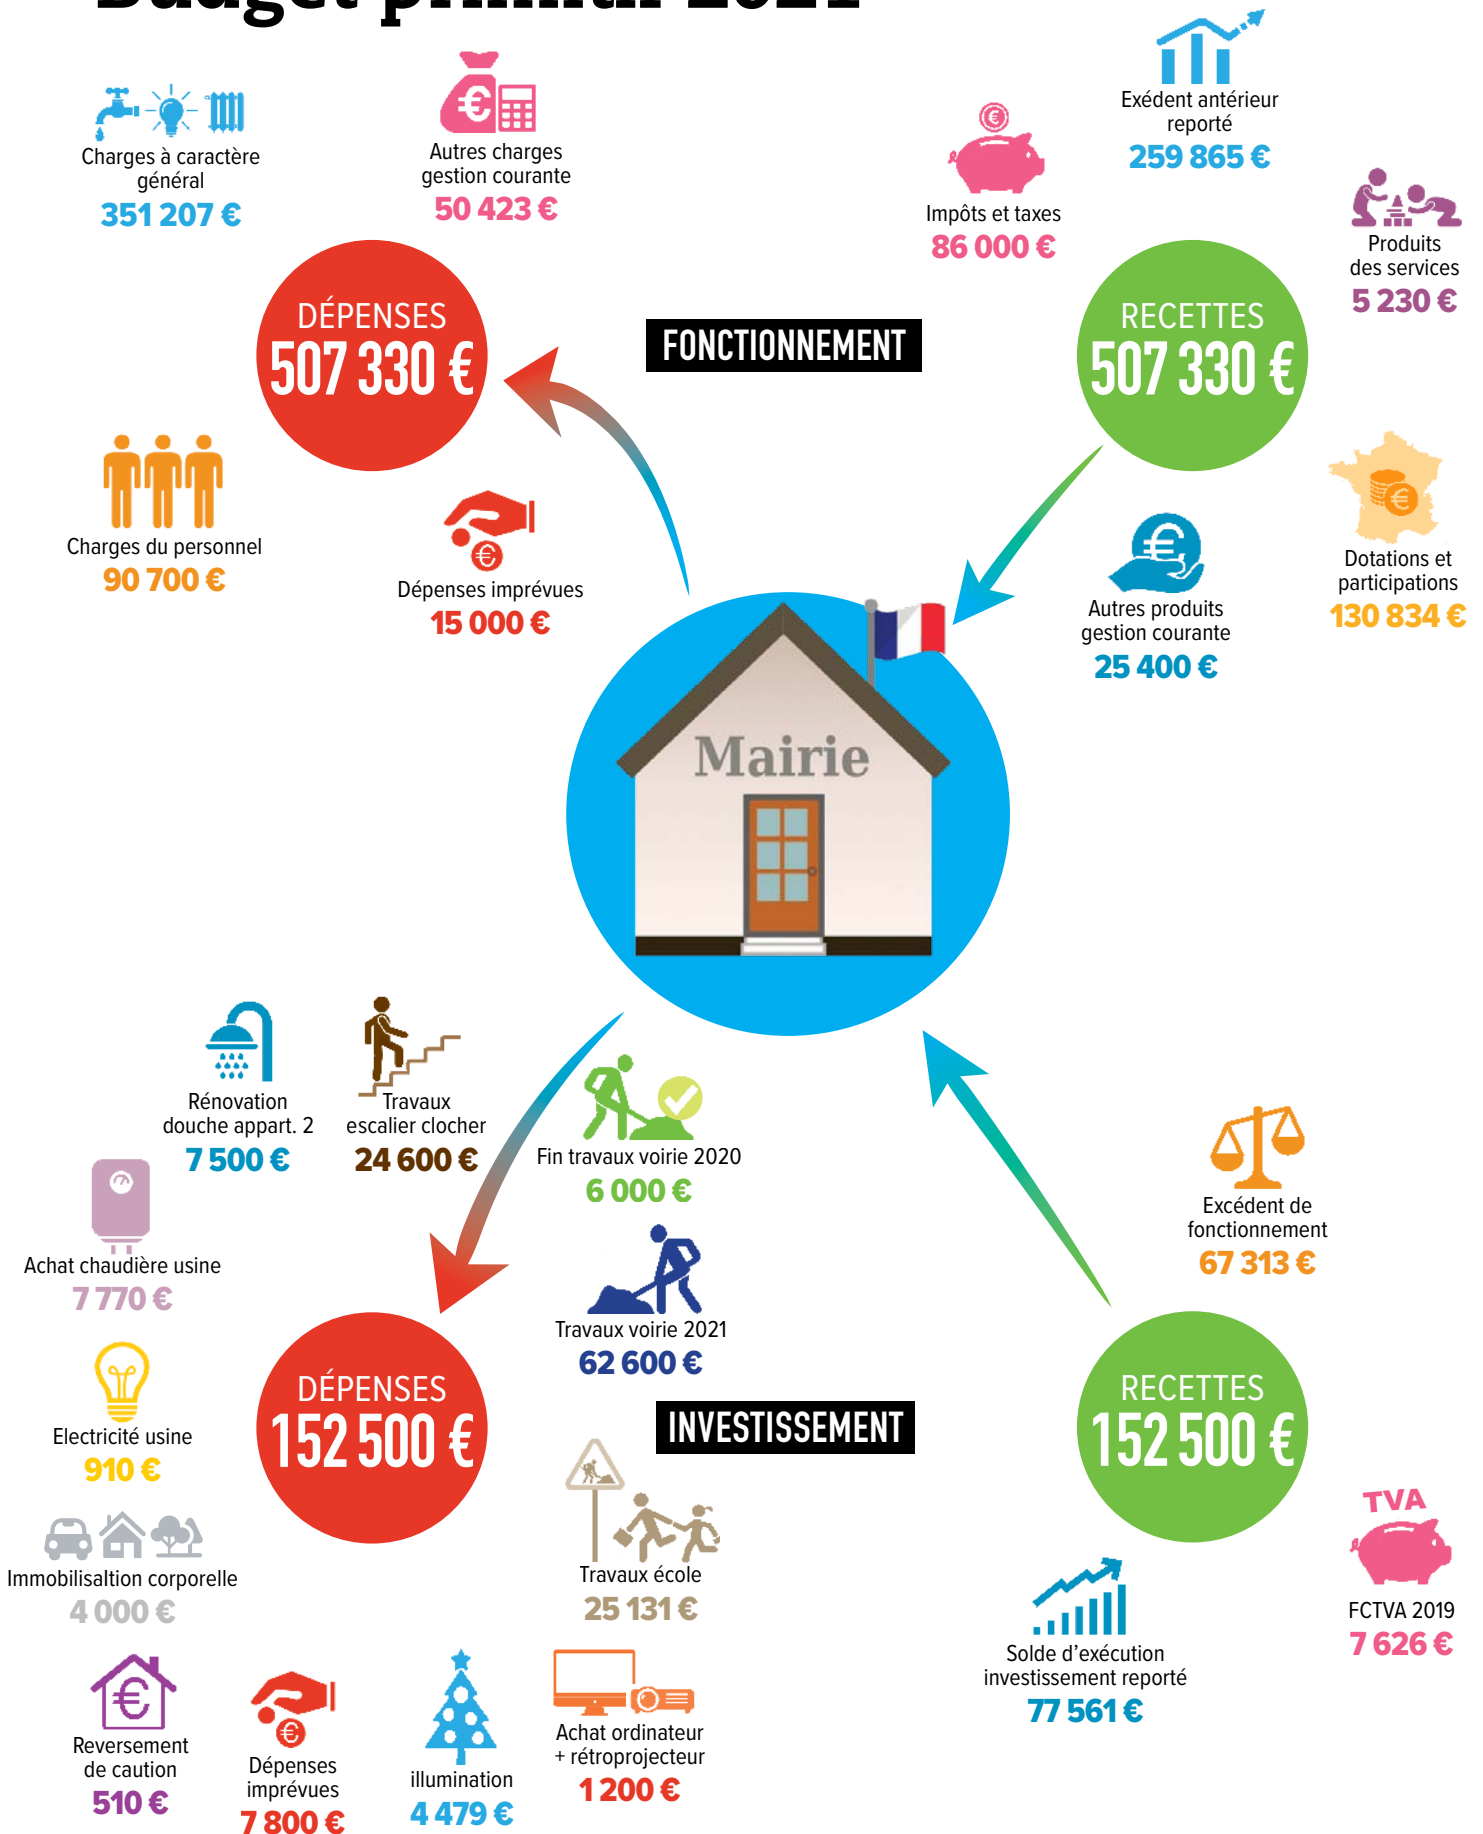 Budget primitif 2021
Charges à caractère
général
351 207 €
Autres charges
gestion courante
50 423 €
Impôts et taxes
86 000 €
Exédent antérieur
reporté
259 865 €
Produits
des services
5 230 €
DÉPENSES
507 330 €
FONCTIONNEMENT
RECETTES
507 330 €
Charges du personnel
90 700 €
Dépenses imprévues
15 000 €
Autres produits
gestion courante
25 400 €
Dotations et
participations
130 834 €
Mairie
Rénovation
douche appart. 2
7 500 €
Travaux
escalier clocher
24 600 €
Fin travaux voirie 2020
6 000 €
Achat chaudière usine
7 770 €
Travaux voirie 2021
62 600 €
Excédent de
fonctionnement
67 313 €
Electricité usine
910 €
DÉPENSES
152 500 €
INVESTISSEMENT
RECETTES
152 500 €
Immobilisaltion corporelle
4 000 €
Travaux école
25 131 €
Solde d'exécution
investissement reporté
77 561 €
TVA
FCTVA 2019
7 626 €
Reversement
de caution
510 €
Dépenses
imprévues
7 800 €
illumination
4 479 €
Achat ordinateur
+ rétroprojecteur
1 200 €